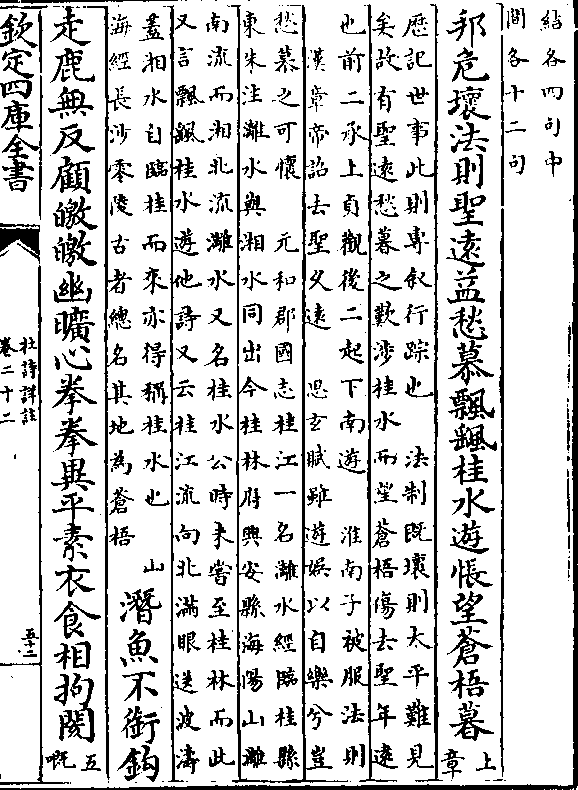 結各四句中
間各十二句
邦危壞法則聖遠益愁慕飄飖桂水遊悵望蒼梧暮上
章
歴記世事此則專叙行踪也　法制既壞則太平難見
矣故有聖遠愁暮之歎涉桂水而望蒼梧傷去聖年遠
也前二承上貞觀後二起下南遊　淮南子被服法則
漢章帝詔去聖久遠　思玄賦雖遊娛以自樂兮豈
愁慕之可懷　元和郡國志桂江一名灕水經臨桂縣
東朱注灕水與湘水同出今桂林府興安縣海陽山灕
南流而湘北流灕水又名桂水公時未嘗至桂林而此
又言飄飖桂水遊他詩又云桂江流向北滿眼送波濤
蓋湘水自臨桂而來亦得稱桂水也　山
海經長沙零陵古者總名其地為蒼梧
潛魚不銜鈎
走鹿無反顧皦皦幽曠心拳拳異平素衣食相拘閡五
嘅
欽定四庫全書
杜詩詳註
卷二十二
五十二